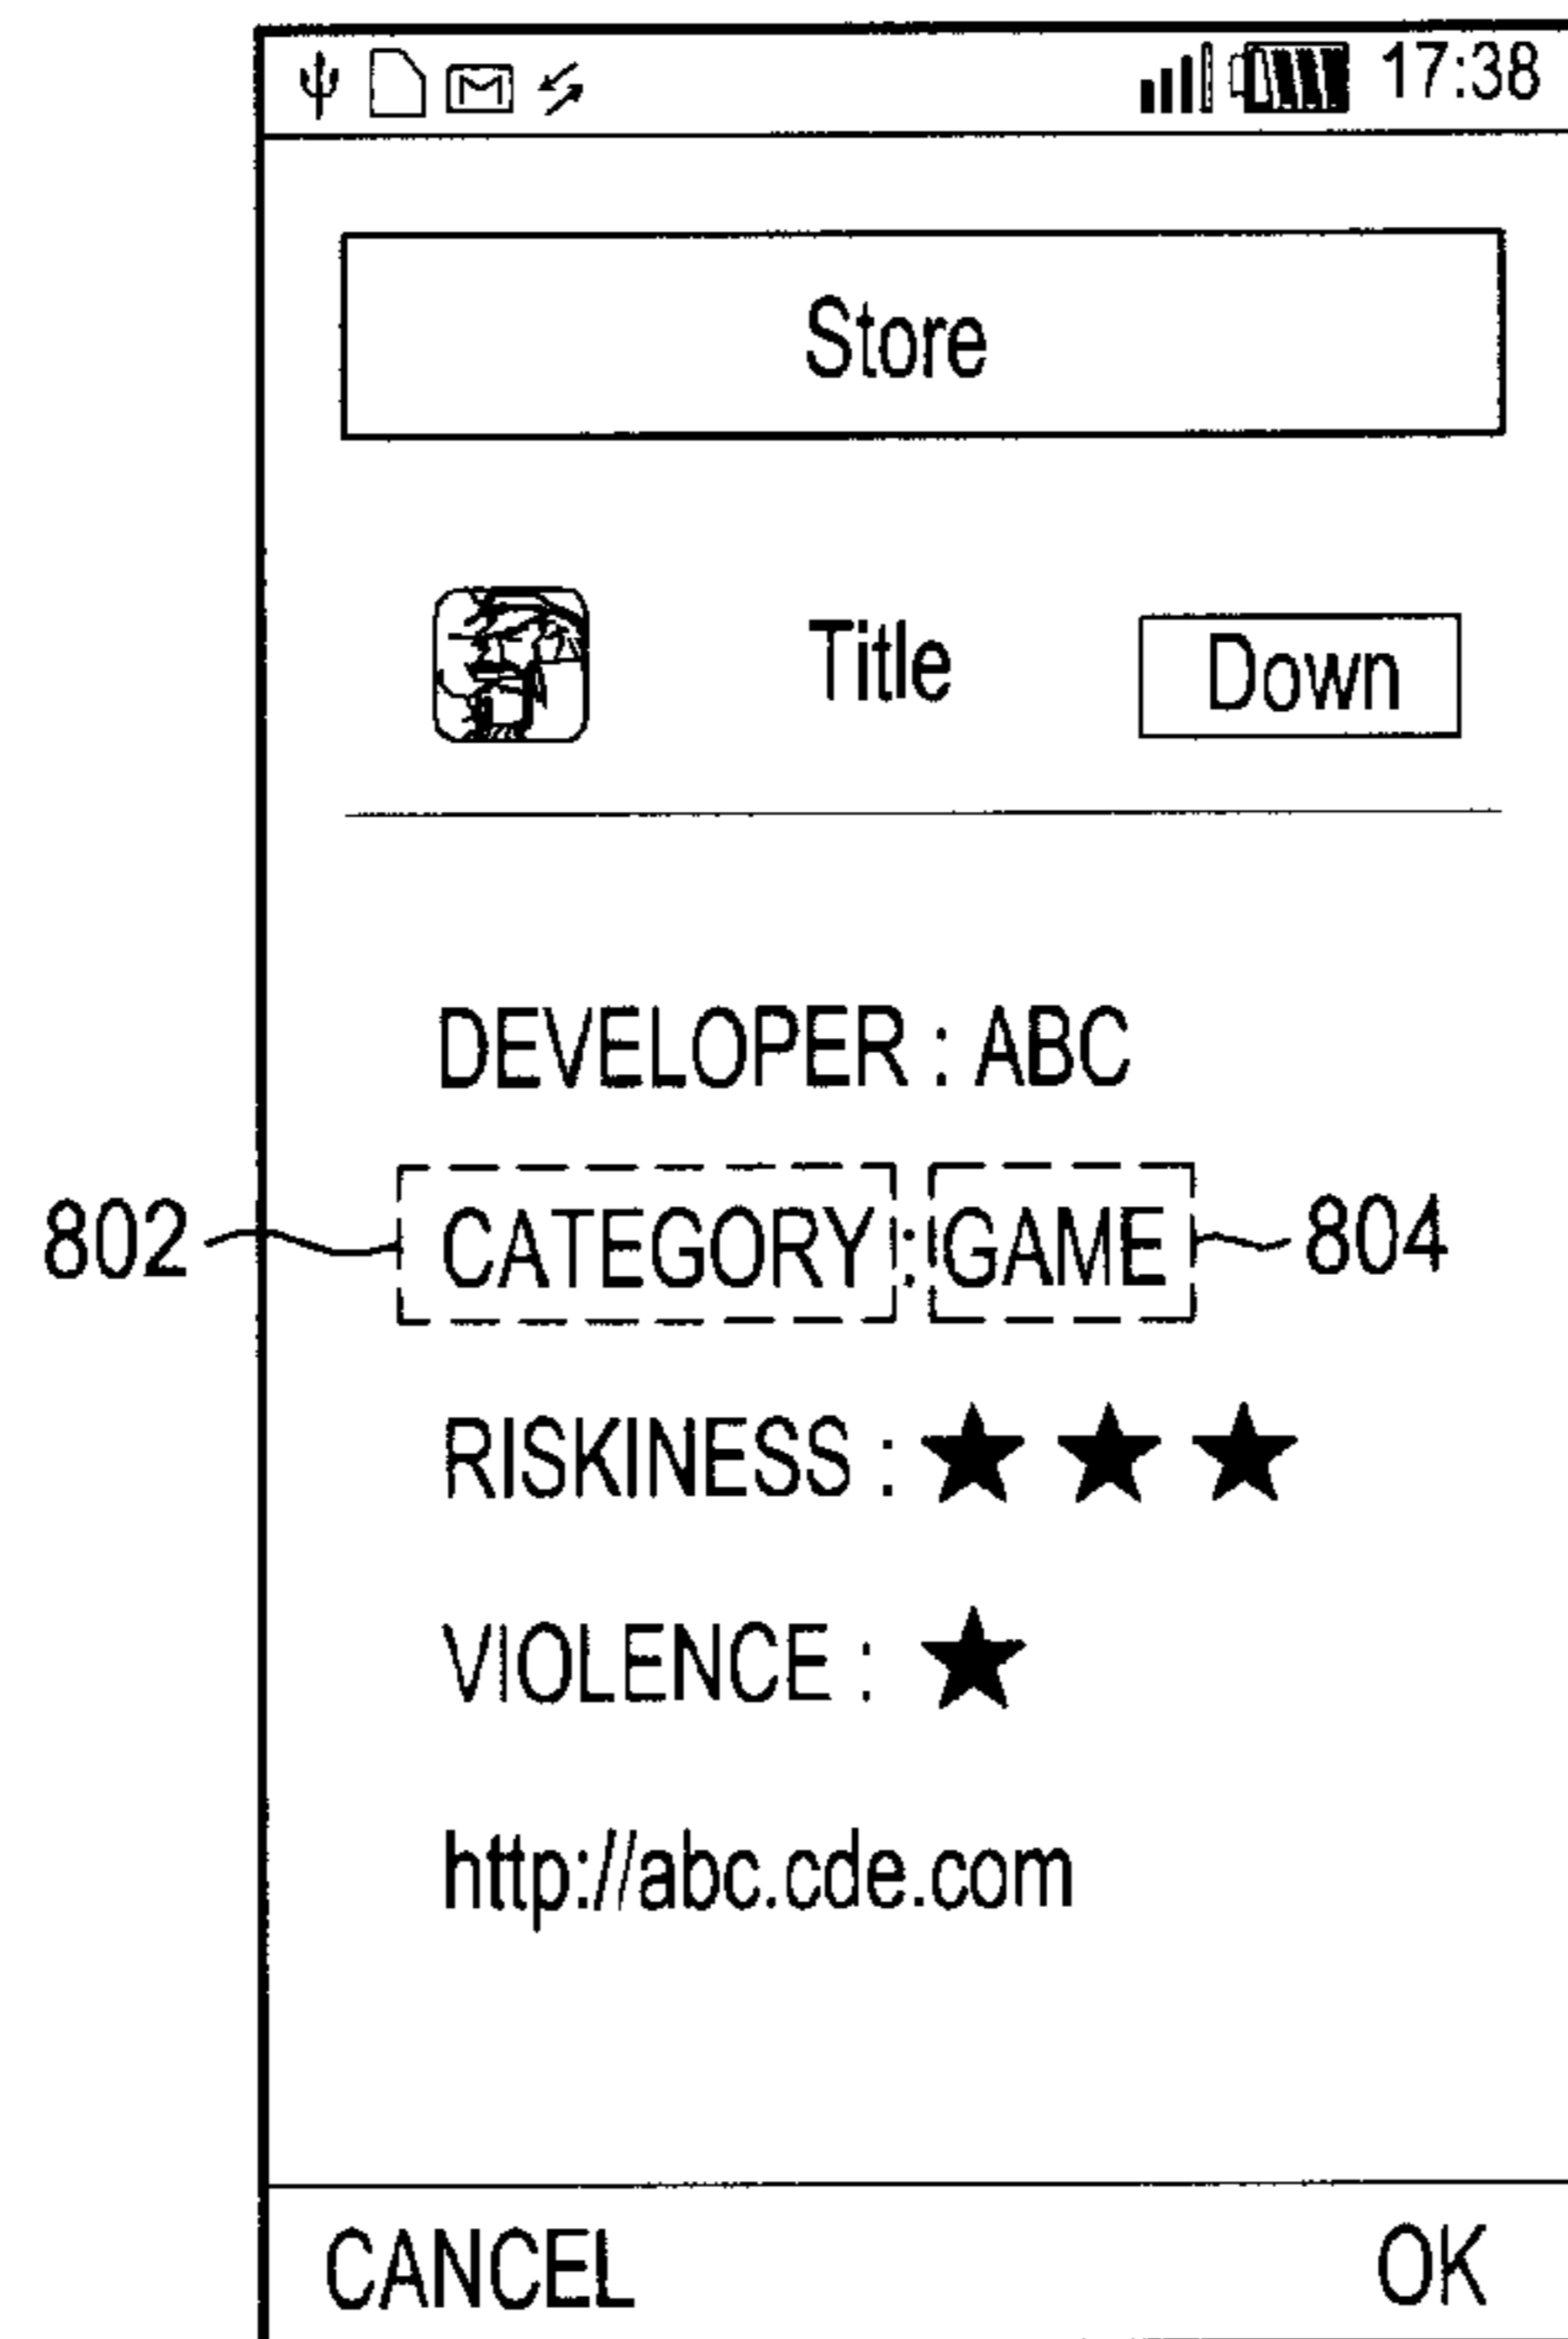 17:38
Store
Title Down
DEVELOPER : ABC
802 CATEGORY : GAME 804
RISKINESS : ★ ★ ★
VIOLENCE : ★
http://abc.cde.com
CANCEL OK